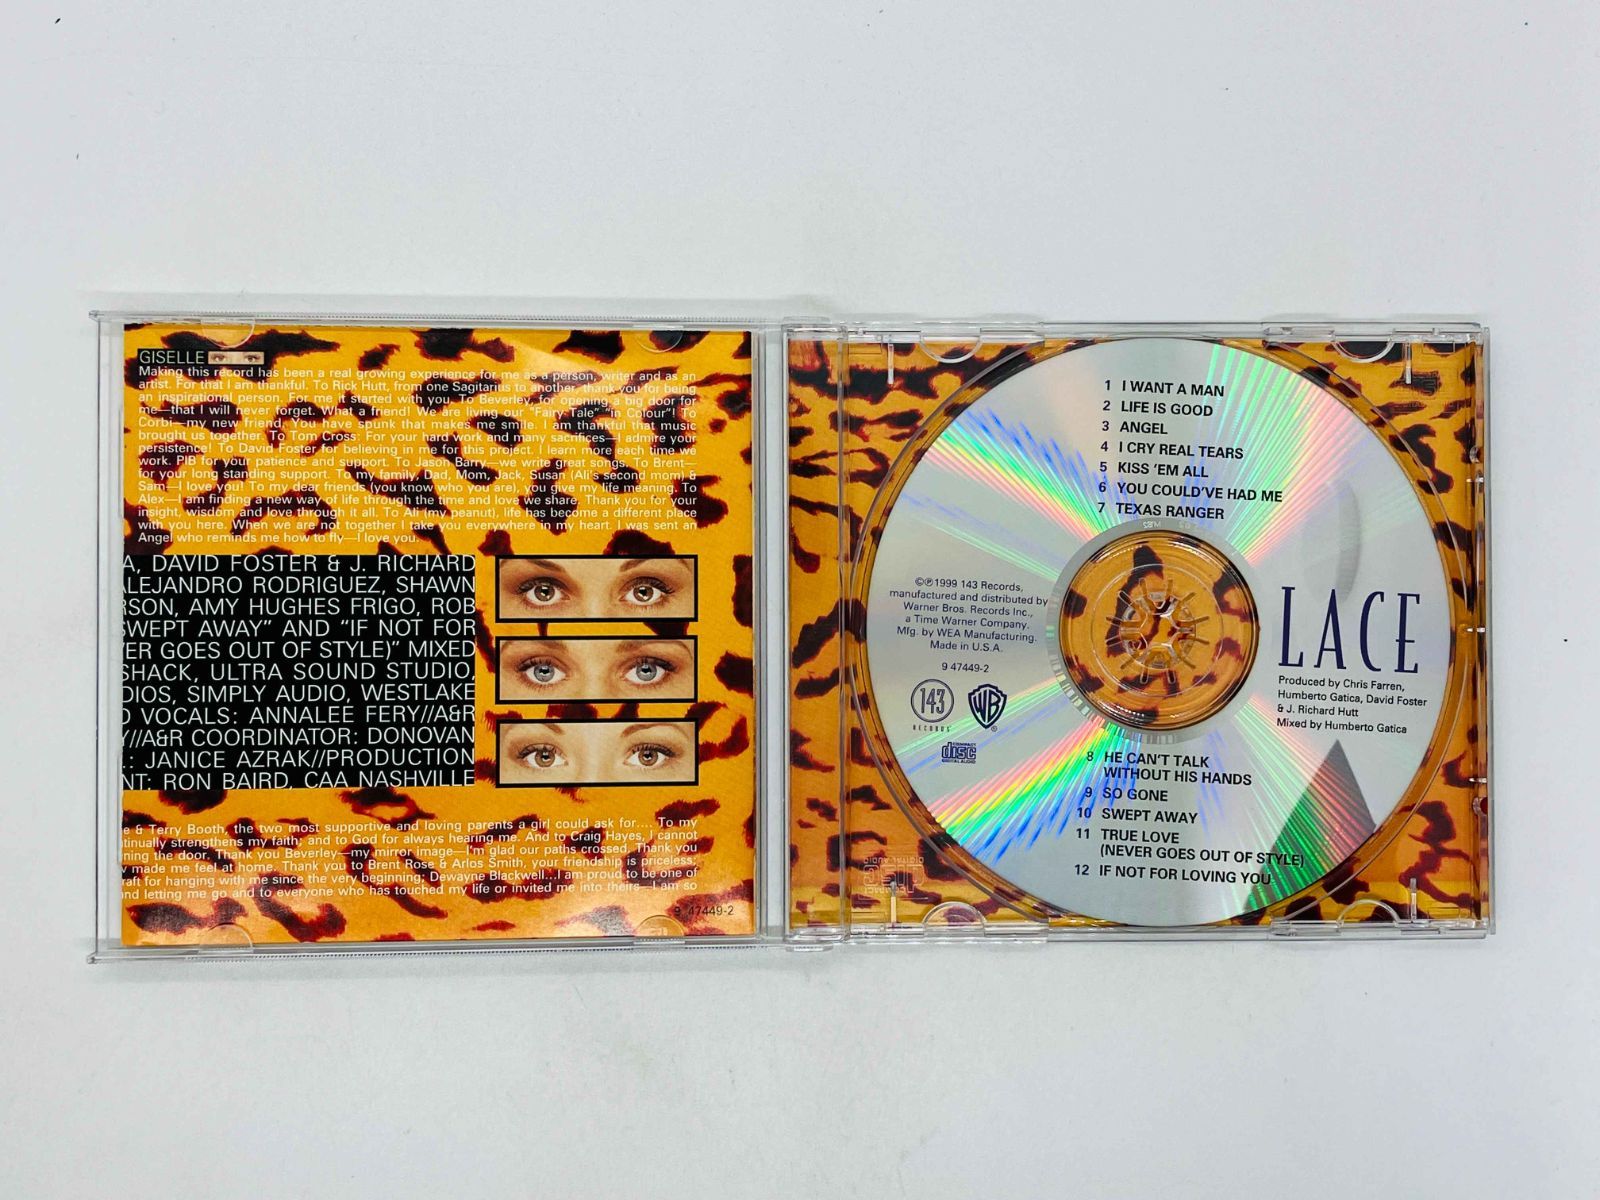 GISELLE
Making this record has been a real growing experience for me as a person, writer and as an
artist. For that I am thankful. To Rick Hutt, from one Sagitarius to another, thank you for being
an inspirational person. For me it started with you. To Beverley, for opening a big door for
me—that I will never forget. What a friend! We are living our "Fairy Tale" "in Colour"! To
Corbi—my new friend, You have spunk that makes me smile. I am thankful that music
brought us together. To Tom Cross: For your hard work and many sacrifices—I admire your
persistence! To David Foster for believing in me for this project. I learn more each time we
work. PIB for your patience and support. To Jason Barry,—we write great songs. To Brent—
for your long standing support. To my family, Dad, Mom, Jack, Susan (Ali's second mom) &
Sam—I love you! To my dear friends (you know who you are), you give my life meaning. To
Alex—I am finding a new way of life through the time and love we share, Thank you for your
insight, wisdom and love through it all. To Ali (my peanut), life has become a different place
with you here. When we are not together I take you everywhere in my heart. I was sent an
Angel who reminds me how to fly—I love you.
A, DAVID FOSTER & J. RICHARD
ALEJANDRO RODRIGUEZ, SHAWN
RSON, AMY HUGHES FRIGO, ROB
SWEPT AWAY" AND "IF NOT FOR
VER GOES OUT OF STYLE)" MIXED
SHACK, ULTRA SOUND STUDIO,
DIOS, SIMPLY AUDIO, WESTLAKE
D VOCALS: ANNALEE FERY//A&R
Y//A&R COORDINATOR: DONOVAN
.: JANICE AZRAK//PRODUCTION
NT: RON BAIRD, CAA NASHVILLE
e & Terry Booth, the two most supportive and loving parents a girl could ask for.... To my
tinually strengthens my faith; and to God for always hearing me. And to Craig Hayes, I cannot
ning the door. Thank you Beverley—my mirror image—I'm glad our paths crossed. Thank you
y made me feel at home. Thank you to Brent Rose & Arlos Smith, your friendship is priceless;
raft for hanging with me since the very beginning; Dewayne Blackwell...I am proud to be one of
nd letting me go and to everyone who has touched my life or invited me into theirs—I am so
9 47449-2
1 I WANT A MAN
2 LIFE IS GOOD
3 ANGEL
4 I CRY REAL TEARS
5 KISS 'EM ALL
6 YOU COULD'VE HAD ME
7 TEXAS RANGER
©℗1999 143 Records,
manufactured and distributed by
Warner Bros. Records Inc.,
a Time Warner Company.
Mfg. by WEA Manufacturing.
Made in U.S.A.
9 47449-2
143
RECORDS
WB
®
COMPACT
disc
DIGITAL AUDIO
LACE
Produced by Chris Farren,
Humberto Gatica, David Foster
& J. Richard Hutt
Mixed by Humberto Gatica
8 HE CAN'T TALK
WITHOUT HIS HANDS
9 SO GONE
10 SWEPT AWAY
11 TRUE LOVE
(NEVER GOES OUT OF STYLE)
12 IF NOT FOR LOVING YOU